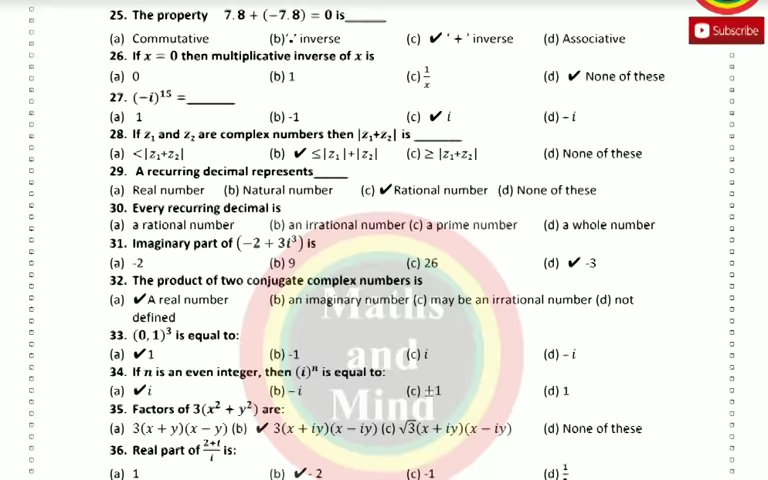 25. The property 7.8 + (−7.8) = 0 is______
(a) Commutative (b)'.' inverse (c) ✔ ' + ' inverse (d) Associative
Subscribe
26. If x = 0 then multiplicative inverse of x is
(a) 0 (b) 1 (c) 1/x (d) ✔ None of these
27. (−i)¹⁵ =_______
(a) 1 (b) -1 (c) ✔ i (d) – i
28. If z₁ and z₂ are complex numbers then |z₁+z₂| is _______
(a) <|z₁+z₂| (b) ✔ ≤|z₁|+|z₂| (c) ≥ |z₁+z₂| (d) None of these
29. A recurring decimal represents_____
(a) Real number (b) Natural number (c) ✔Rational number (d) None of these
30. Every recurring decimal is
(a) a rational number (b) an irrational number (c) a prime number (d) a whole number
31. Imaginary part of (−2 + 3i³) is
(a) -2 (b) 9 (c) 26 (d) ✔ -3
32. The product of two conjugate complex numbers is
(a) ✔A real number (b) an imaginary number (c) may be an irrational number (d) not
defined
33. (0, 1)³ is equal to:
(a) ✔1 (b) -1 (c) i (d) – i
34. If n is an even integer, then (i)ⁿ is equal to:
(a) ✔i (b) – i (c) ±1 (d) 1
35. Factors of 3(x² + y²) are:
(a) 3(x + y)(x − y) (b) ✔ 3(x + iy)(x − iy) (c) √3(x + iy)(x − iy) (d) None of these
36. Real part of (2+i)/i is:
(a) 1 (b) ✔- 2 (c) -1
Maths
and
Mind